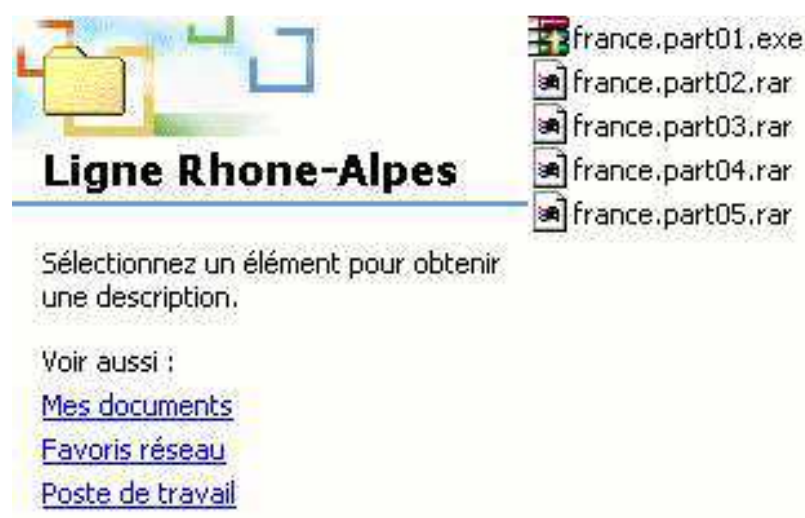 Ligne Rhone-Alpes
Sélectionnez un élément pour obtenir
une description.
Voir aussi :
Mes documents
Favoris réseau
Poste de travail
france.part01.exe
france.part02.rar
france.part03.rar
france.part04.rar
france.part05.rar